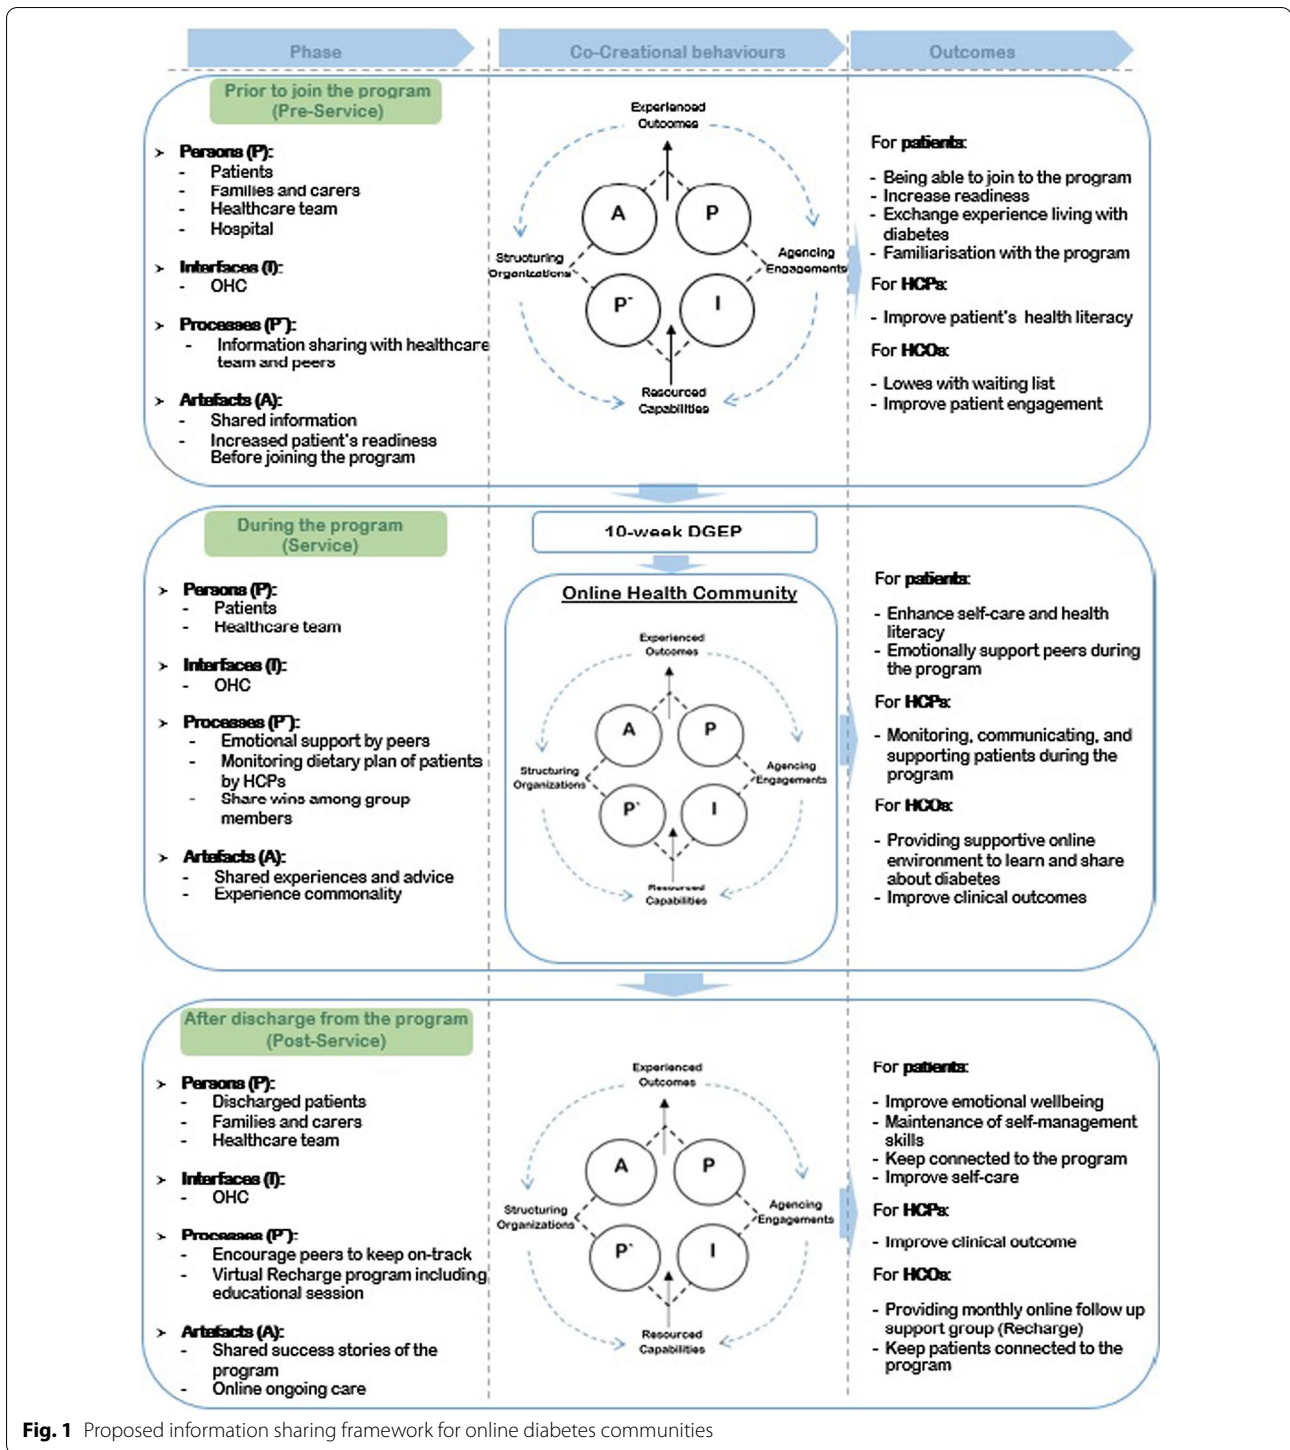 Phase
Co-Creational behaviours
Outcomes
Prior to join the program
(Pre-Service)
➢ Persons (P):
- Patients
- Families and carers
- Healthcare team
- Hospital
➢ Interfaces (I):
- OHC
➢ Processes (P`):
- Information sharing with healthcare
team and peers
➢ Artefacts (A):
- Shared information
- Increased patient's readiness
Before joining the program
Experienced
Outcomes
A
P
Structuring
Organizations
Agencing
Engagements
P`
I
Resourced
Capabilities
For patients:
- Being able to join to the program
- Increase readiness
- Exchange experience living with
diabetes
- Familiarisation with the program
For HCPs:
- Improve patient's health literacy
For HCOs:
- Lowes with waiting list
- Improve patient engagement
During the program
(Service)
➢ Persons (P):
- Patients
- Healthcare team
➢ Interfaces (I):
- OHC
➢ Processes (P`):
- Emotional support by peers
- Monitoring dietary plan of patients
by HCPs
- Share wins among group
members
➢ Artefacts (A):
- Shared experiences and advice
- Experience commonality
10-week DGEP
Online Health Community
Experienced
Outcomes
A
P
Structuring
Organizations
Agencing
Engagements
P`
I
Resourced
Capabilities
For patients:
- Enhance self-care and health
literacy
- Emotionally support peers during
the program
For HCPs:
- Monitoring, communicating, and
supporting patients during the
program
For HCOs:
- Providing supportive online
environment to learn and share
about diabetes
- Improve clinical outcomes
After discharge from the program
(Post-Service)
➢ Persons (P):
- Discharged patients
- Families and carers
- Healthcare team
➢ Interfaces (I):
- OHC
➢ Processes (P`):
- Encourage peers to keep on-track
- Virtual Recharge program including
educational session
➢ Artefacts (A):
- Shared success stories of the
program
- Online ongoing care
Experienced
Outcomes
A
P
Structuring
Organizations
Agencing
Engagements
P`
I
Resourced
Capabilities
For patients:
- Improve emotional wellbeing
- Maintenance of self-management
skills
- Keep connected to the program
- Improve self-care
For HCPs:
- Improve clinical outcome
For HCOs:
- Providing monthly online follow up
support group (Recharge)
- Keep patients connected to the
program
Fig. 1 Proposed information sharing framework for online diabetes communities